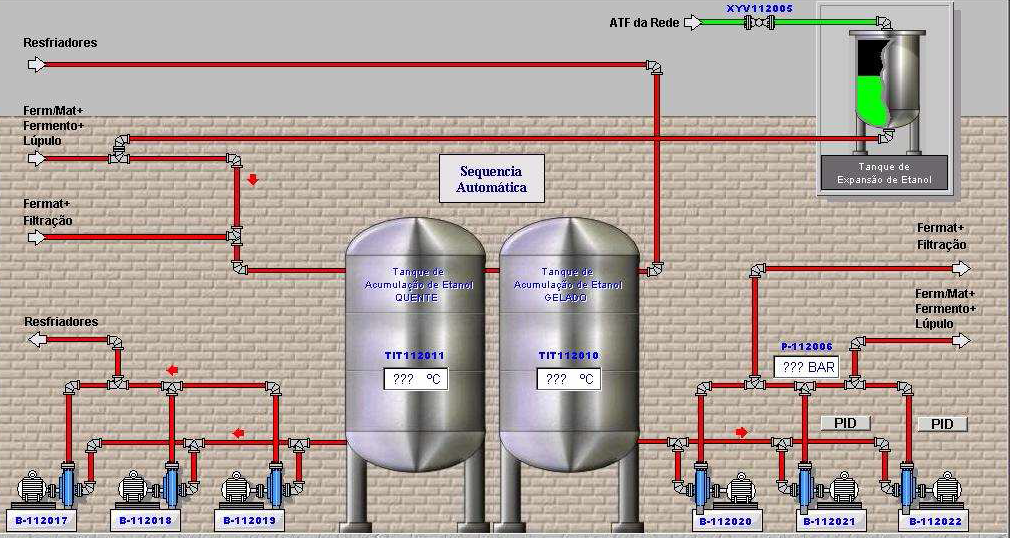 XYV112005
ATF da Rede
Resfriadores
Ferm/Mat+
Fermento+
Lúpulo
Sequencia
Automática
Tanque de
Expansão de Etanol
Fermat+
Filtração
Fermat+
Filtração
Tanque de
Acumulação de Etanol
QUENTE
Tanque de
Acumulação de Etanol
GELADO
Ferm/Mat+
Fermento+
Lúpulo
Resfriadores
P-112006
??? BAR
TIT112011
??? ºC
TIT112010
??? ºC
PID
PID
B-112017
B-112018
B-112019
B-112020
B-112021
B-112022